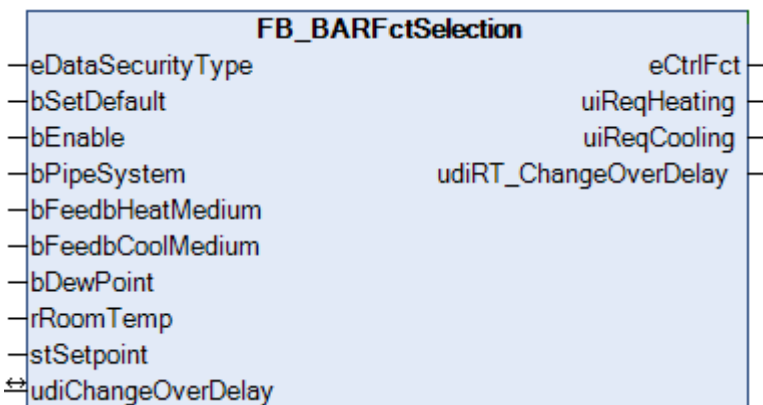 FB_BARFctSelection
eDataSecurityType eCtrlFct
bSetDefault uiReqHeating
bEnable uiReqCooling
bPipeSystem udiRT_ChangeOverDelay
bFeedbHeatMedium
bFeedbCoolMedium
bDewPoint
rRoomTemp
stSetpoint
udiChangeOverDelay